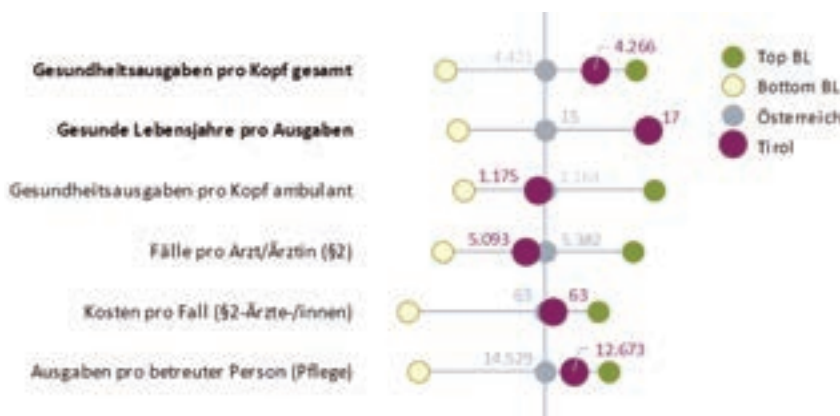 4.421 4.266
Gesundheitsausgaben pro Kopf gesamt
Gesunde Lebensjahre pro Ausgaben 15 17
Gesundheitsausgaben pro Kopf ambulant 1.175
Fälle pro Arzt/Ärztin (§2) 5.093 5.382
Kosten pro Fall (§2-Ärzte-/innen) 63 63
Ausgaben pro betreuter Person (Pflege) 14.529 12.673
Top BL
Bottom BL
Österreich
Tirol